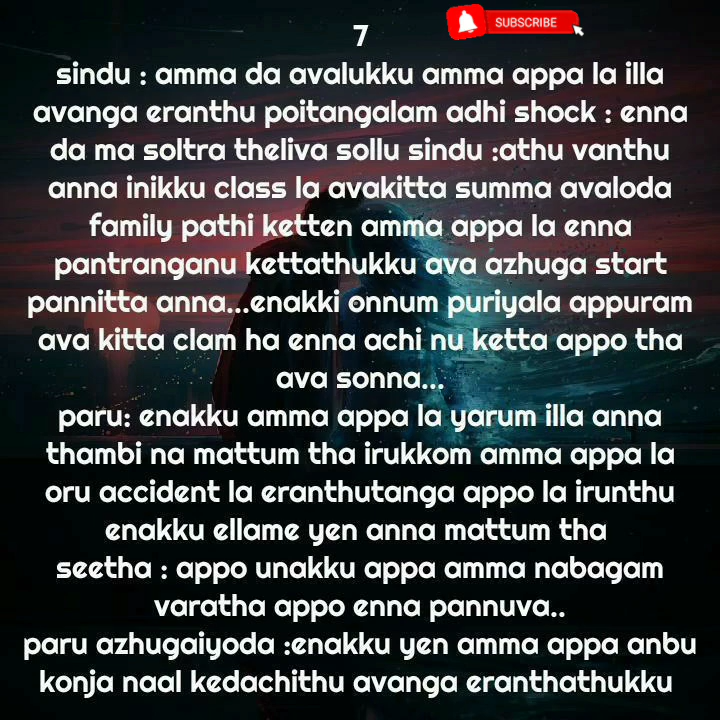 7
SUBSCRIBE
sindu : amma da avalukku amma appa la illa
avanga eranthu poitangalam adhi shock : enna
da ma soltra theliva sollu sindu :athu vanthu
anna inikku class la avakitta summa avaloda
family pathi ketten amma appa la enna
pantranganu kettathukku ava azhuga start
pannitta anna...enakki onnum puriyala appuram
ava kitta clam ha enna achi nu ketta appo tha
ava sonna...
paru: enakku amma appa la yarum illa anna
thambi na mattum tha irukkom amma appa la
oru accident la eranthutanga appo la irunthu
enakku ellame yen anna mattum tha
seetha : appo unakku appa amma nabagam
varatha appo enna pannuva..
paru azhugaiyoda :enakku yen amma appa anbu
konja naal kedachithu avanga eranthathukku